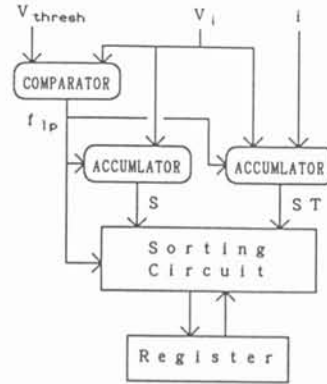 V thresh V i i
COMPARATOR
f lp
ACCUMLATOR ACCUMLATOR
S S T
Sorting
Circuit
Register